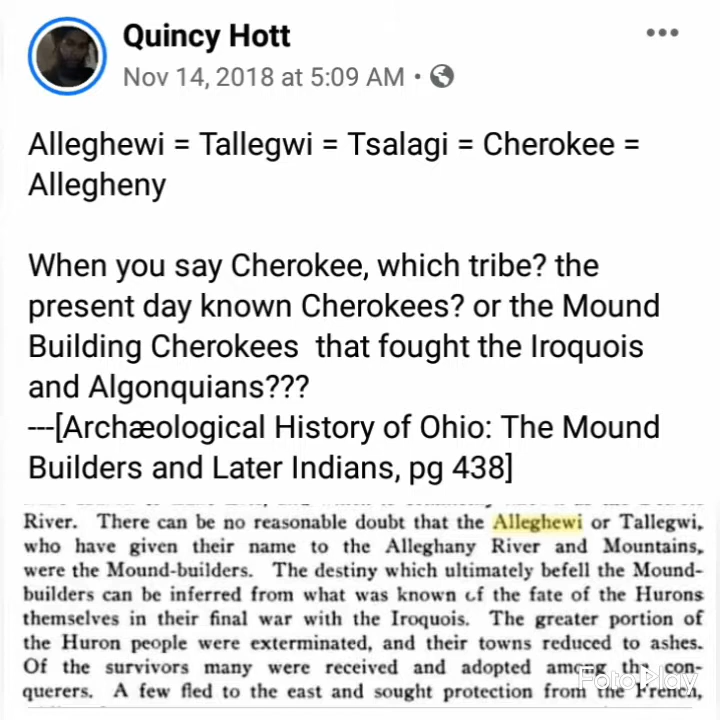 Quincy Hott
Nov 14, 2018 at 5:09 AM •
Alleghewi = Tallegwi = Tsalagi = Cherokee =
Allegheny
When you say Cherokee, which tribe? the
present day known Cherokees? or the Mound
Building Cherokees that fought the Iroquois
and Algonquians???
---[Archæological History of Ohio: The Mound
Builders and Later Indians, pg 438]
River. There can be no reasonable doubt that the Alleghewi or Tallegwi,
who have given their name to the Alleghany River and Mountains,
were the Mound-builders. The destiny which ultimately befell the Mound-
builders can be inferred from what was known of the fate of the Hurons
themselves in their final war with the Iroquois. The greater portion of
the Huron people were exterminated, and their towns reduced to ashes.
Of the survivors many were received and adopted among the con-
querers. A few fled to the east and sought protection from the French,
FotoPlay